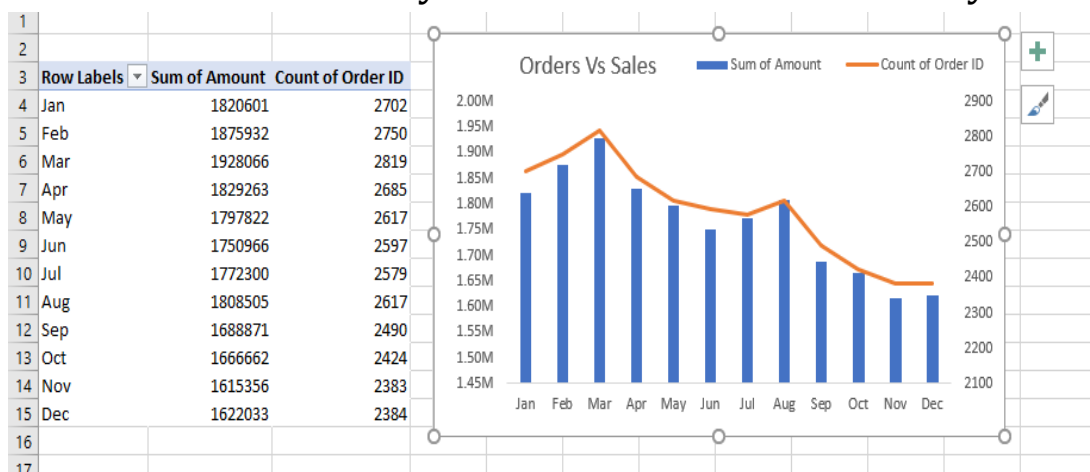 1
2
3 Row Labels Sum of Amount Count of Order ID
4 Jan 1820601 2702
5 Feb 1875932 2750
6 Mar 1928066 2819
7 Apr 1829263 2685
8 May 1797822 2617
9 Jun 1750966 2597
10 Jul 1772300 2579
11 Aug 1808505 2617
12 Sep 1688871 2490
13 Oct 1666662 2424
14 Nov 1615356 2383
15 Dec 1622033 2384
16
17
Orders Vs Sales Sum of Amount Count of Order ID
2.00M 2900
1.95M
1.90M 2800
1.85M 2700
1.80M 2600
1.75M
1.70M 2500
1.65M 2400
1.60M
1.55M 2300
1.50M 2200
1.45M 2100
Jan Feb Mar Apr May Jun Jul Aug Sep Oct Nov Dec